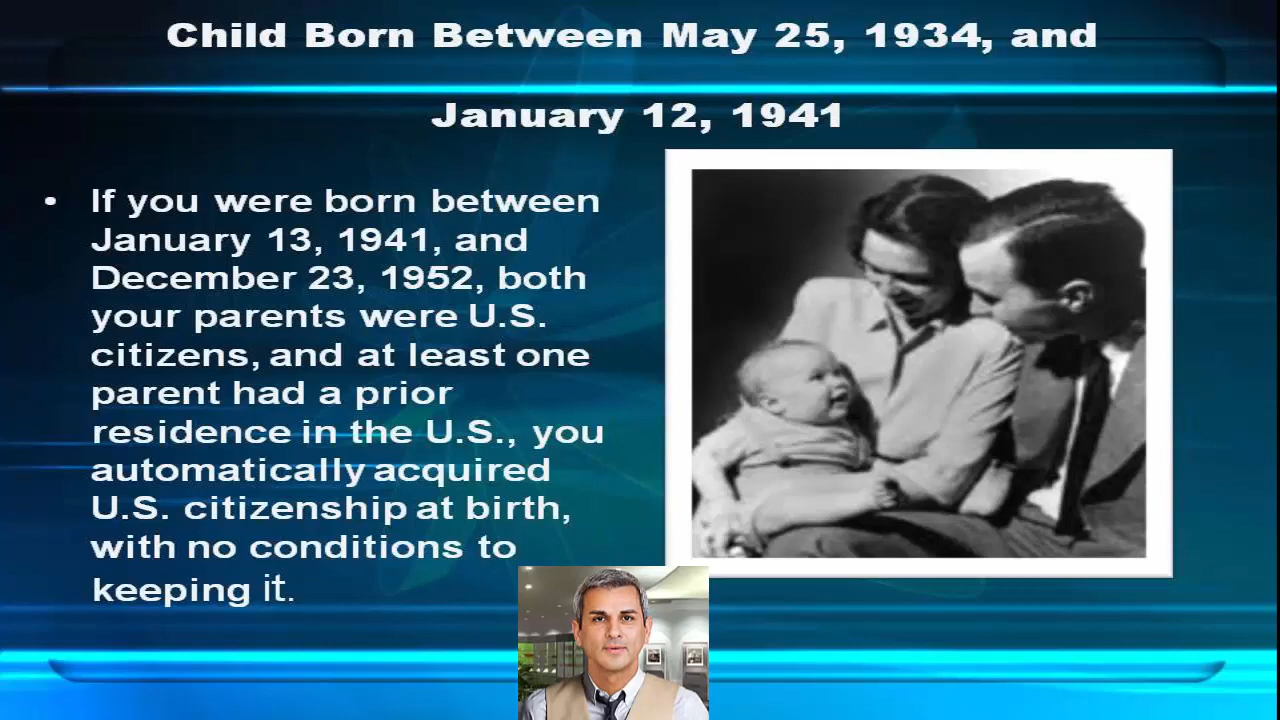 Child Born Between May 25, 1934, and
January 12, 1941
• If you were born between
January 13, 1941, and
December 23, 1952, both
your parents were U.S.
citizens, and at least one
parent had a prior
residence in the U.S., you
automatically acquired
U.S. citizenship at birth,
with no conditions to
keeping it.